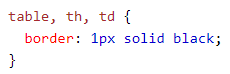 table, th, td {
  border: 1px solid black;
}